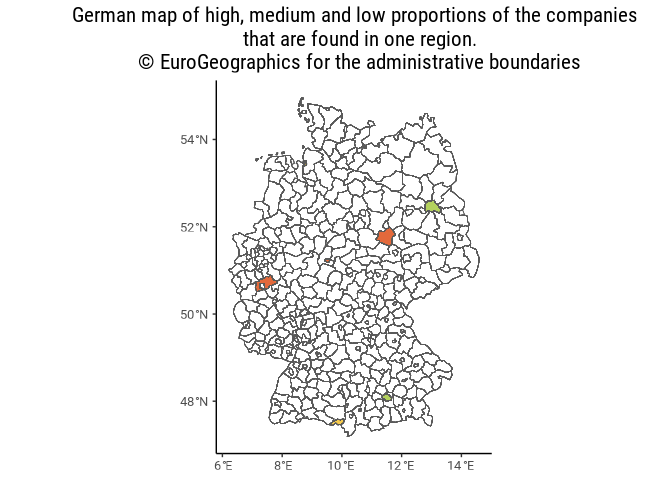 German map of high, medium and low proportions of the companies
that are found in one region.
© EuroGeographics for the administrative boundaries
54°N
52°N
50°N
48°N
6°E 8°E 10°E 12°E 14°E